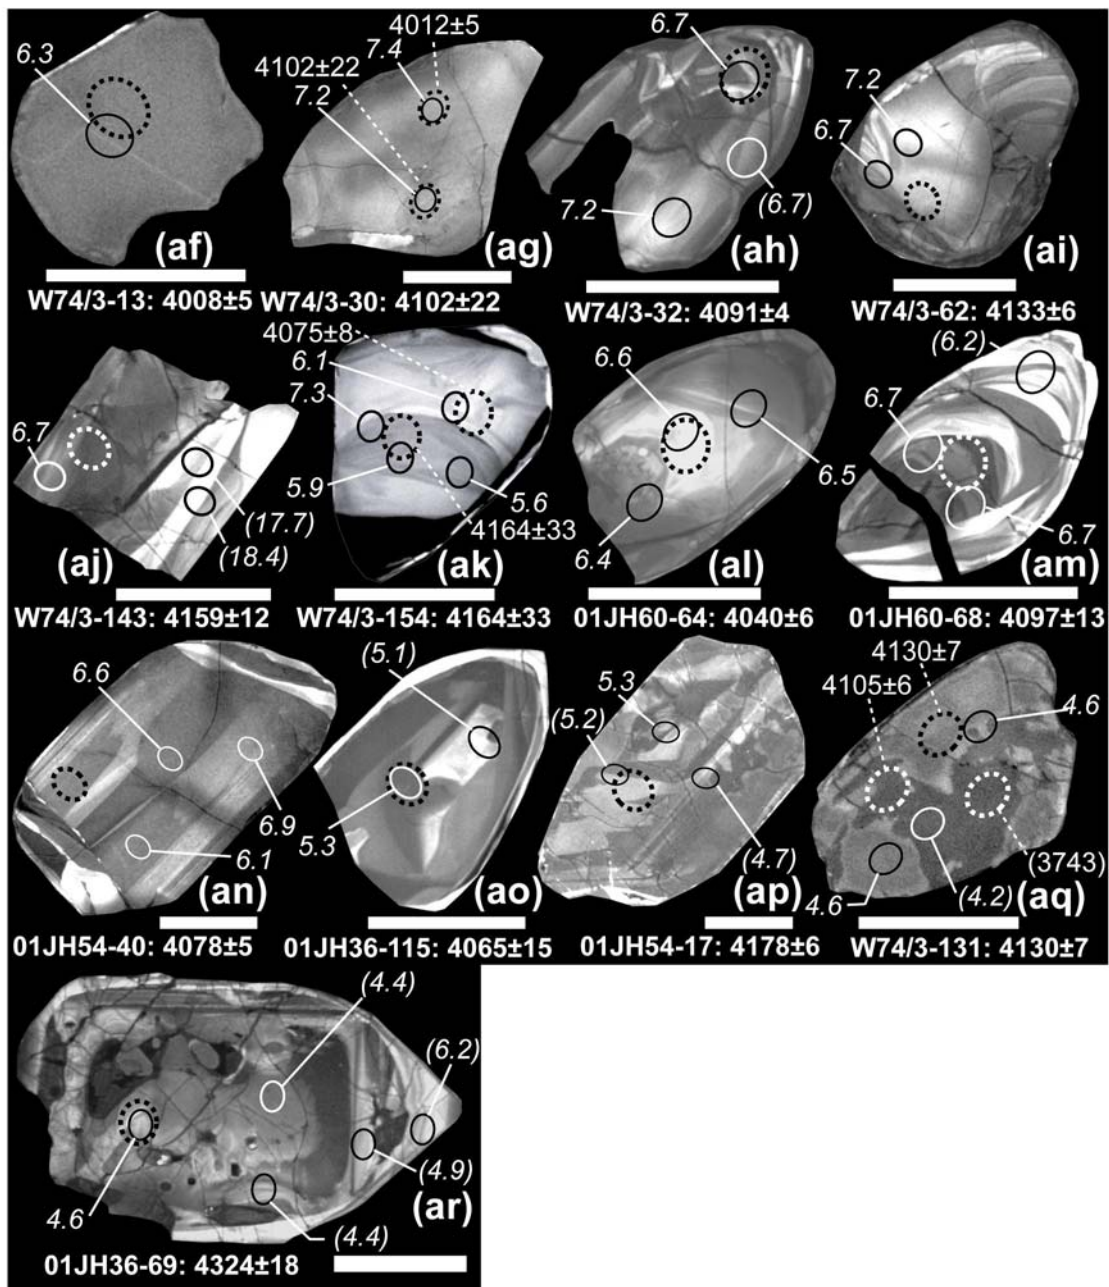 6.3
4012±5
7.4
4102±22
7.2
6.7
7.2
(6.7)
7.2
6.7
(af)
(ag)
(ah)
(ai)
W74/3-13: 4008±5
W74/3-30: 4102±22
W74/3-32: 4091±4
W74/3-62: 4133±6
6.7
(17.7)
(18.4)
4075±8
6.1
7.3
5.9
5.6
4164±33
6.6
6.5
6.4
(6.2)
6.7
6.7
(aj)
(ak)
(al)
(am)
W74/3-143: 4159±12
W74/3-154: 4164±33
01JH60-64: 4040±6
01JH60-68: 4097±13
6.6
6.9
6.1
(5.1)
5.3
5.3
(5.2)
(4.7)
4130±7
4105±6
4.6
(3743)
(4.2)
4.6
(an)
(ao)
(ap)
(aq)
01JH54-40: 4078±5
01JH36-115: 4065±15
01JH54-17: 4178±6
W74/3-131: 4130±7
(4.4)
(6.2)
(4.9)
4.6
(4.4)
(ar)
01JH36-69: 4324±18